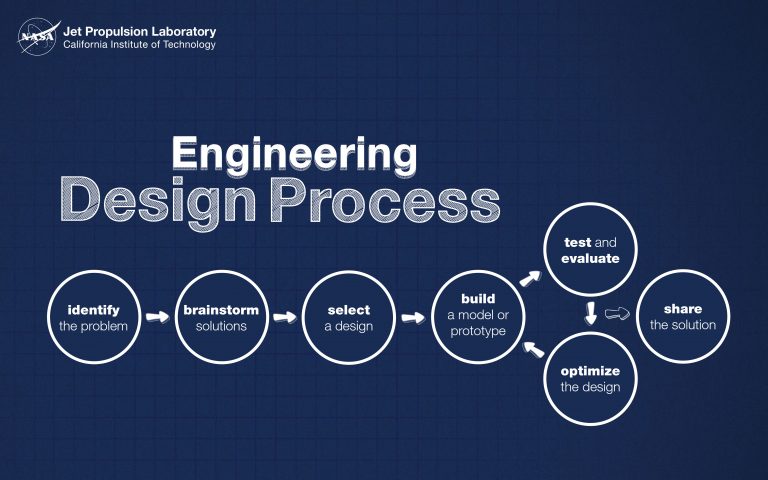 NASA
Jet Propulsion Laboratory
California Institute of Technology
Engineering
Design Process
identify
the problem
brainstorm
solutions
select
a design
build
a model or
prototype
test and
evaluate
optimize
the design
share
the solution